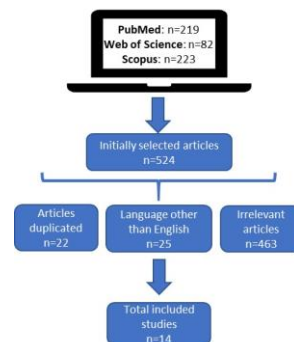 PubMed: n=219
Web of Science: n=82
Scopus: n=223
Initially selected articles
n=524
Articles
duplicated
n=22
Language other
than English
n=25
Irrelevant
articles
n=463
Total included
studies
n=14